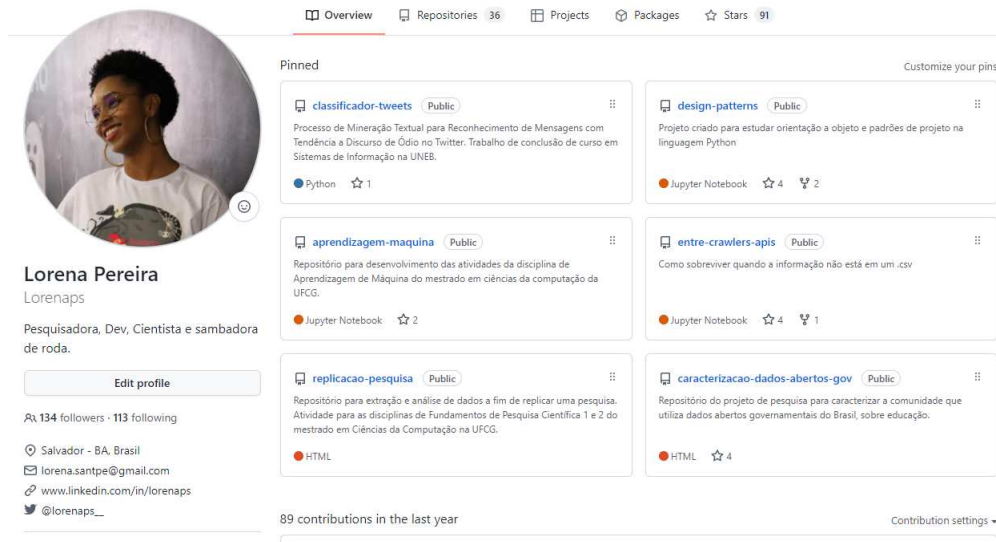 Overview Repositories 36 Projects Packages Stars 91
Lorena Pereira
Lorenaps
Pesquisadora, Dev, Cientista e sambadora
de roda.
Edit profile
134 followers · 113 following
Salvador - BA, Brasil
lorena.santpe@gmail.com
www.linkedin.com/in/lorenaps
@lorenaps__
Pinned
Customize your pins
classificador-tweets Public
Processo de Mineração Textual para Reconhecimento de Mensagens com
Tendência a Discurso de Ódio no Twitter. Trabalho de conclusão de curso em
Sistemas de Informação na UNEB.
Python 1
design-patterns Public
Projeto criado para estudar orientação a objeto e padrões de projeto na
linguagem Python
Jupyter Notebook 4 2
aprendizagem-maquina Public
Repositório para desenvolvimento das atividades da disciplina de
Aprendizagem de Máquina do mestrado em ciências da computação da
UFCG.
Jupyter Notebook 2
entre-crawlers-apis Public
Como sobreviver quando a informação não está em um .csv
Jupyter Notebook 4 1
replicacao-pesquisa Public
Repositório para extração e análise de dados a fim de replicar uma pesquisa.
Atividade para as disciplinas de Fundamentos de Pesquisa Científica 1 e 2 do
mestrado em Ciências da Computação na UFCG.
HTML
caracterizacao-dados-abertos-gov Public
Repositório do projeto de pesquisa para caracterizar a comunidade que
utiliza dados abertos governamentais do Brasil, sobre educação.
HTML 4
89 contributions in the last year
Contribution settings